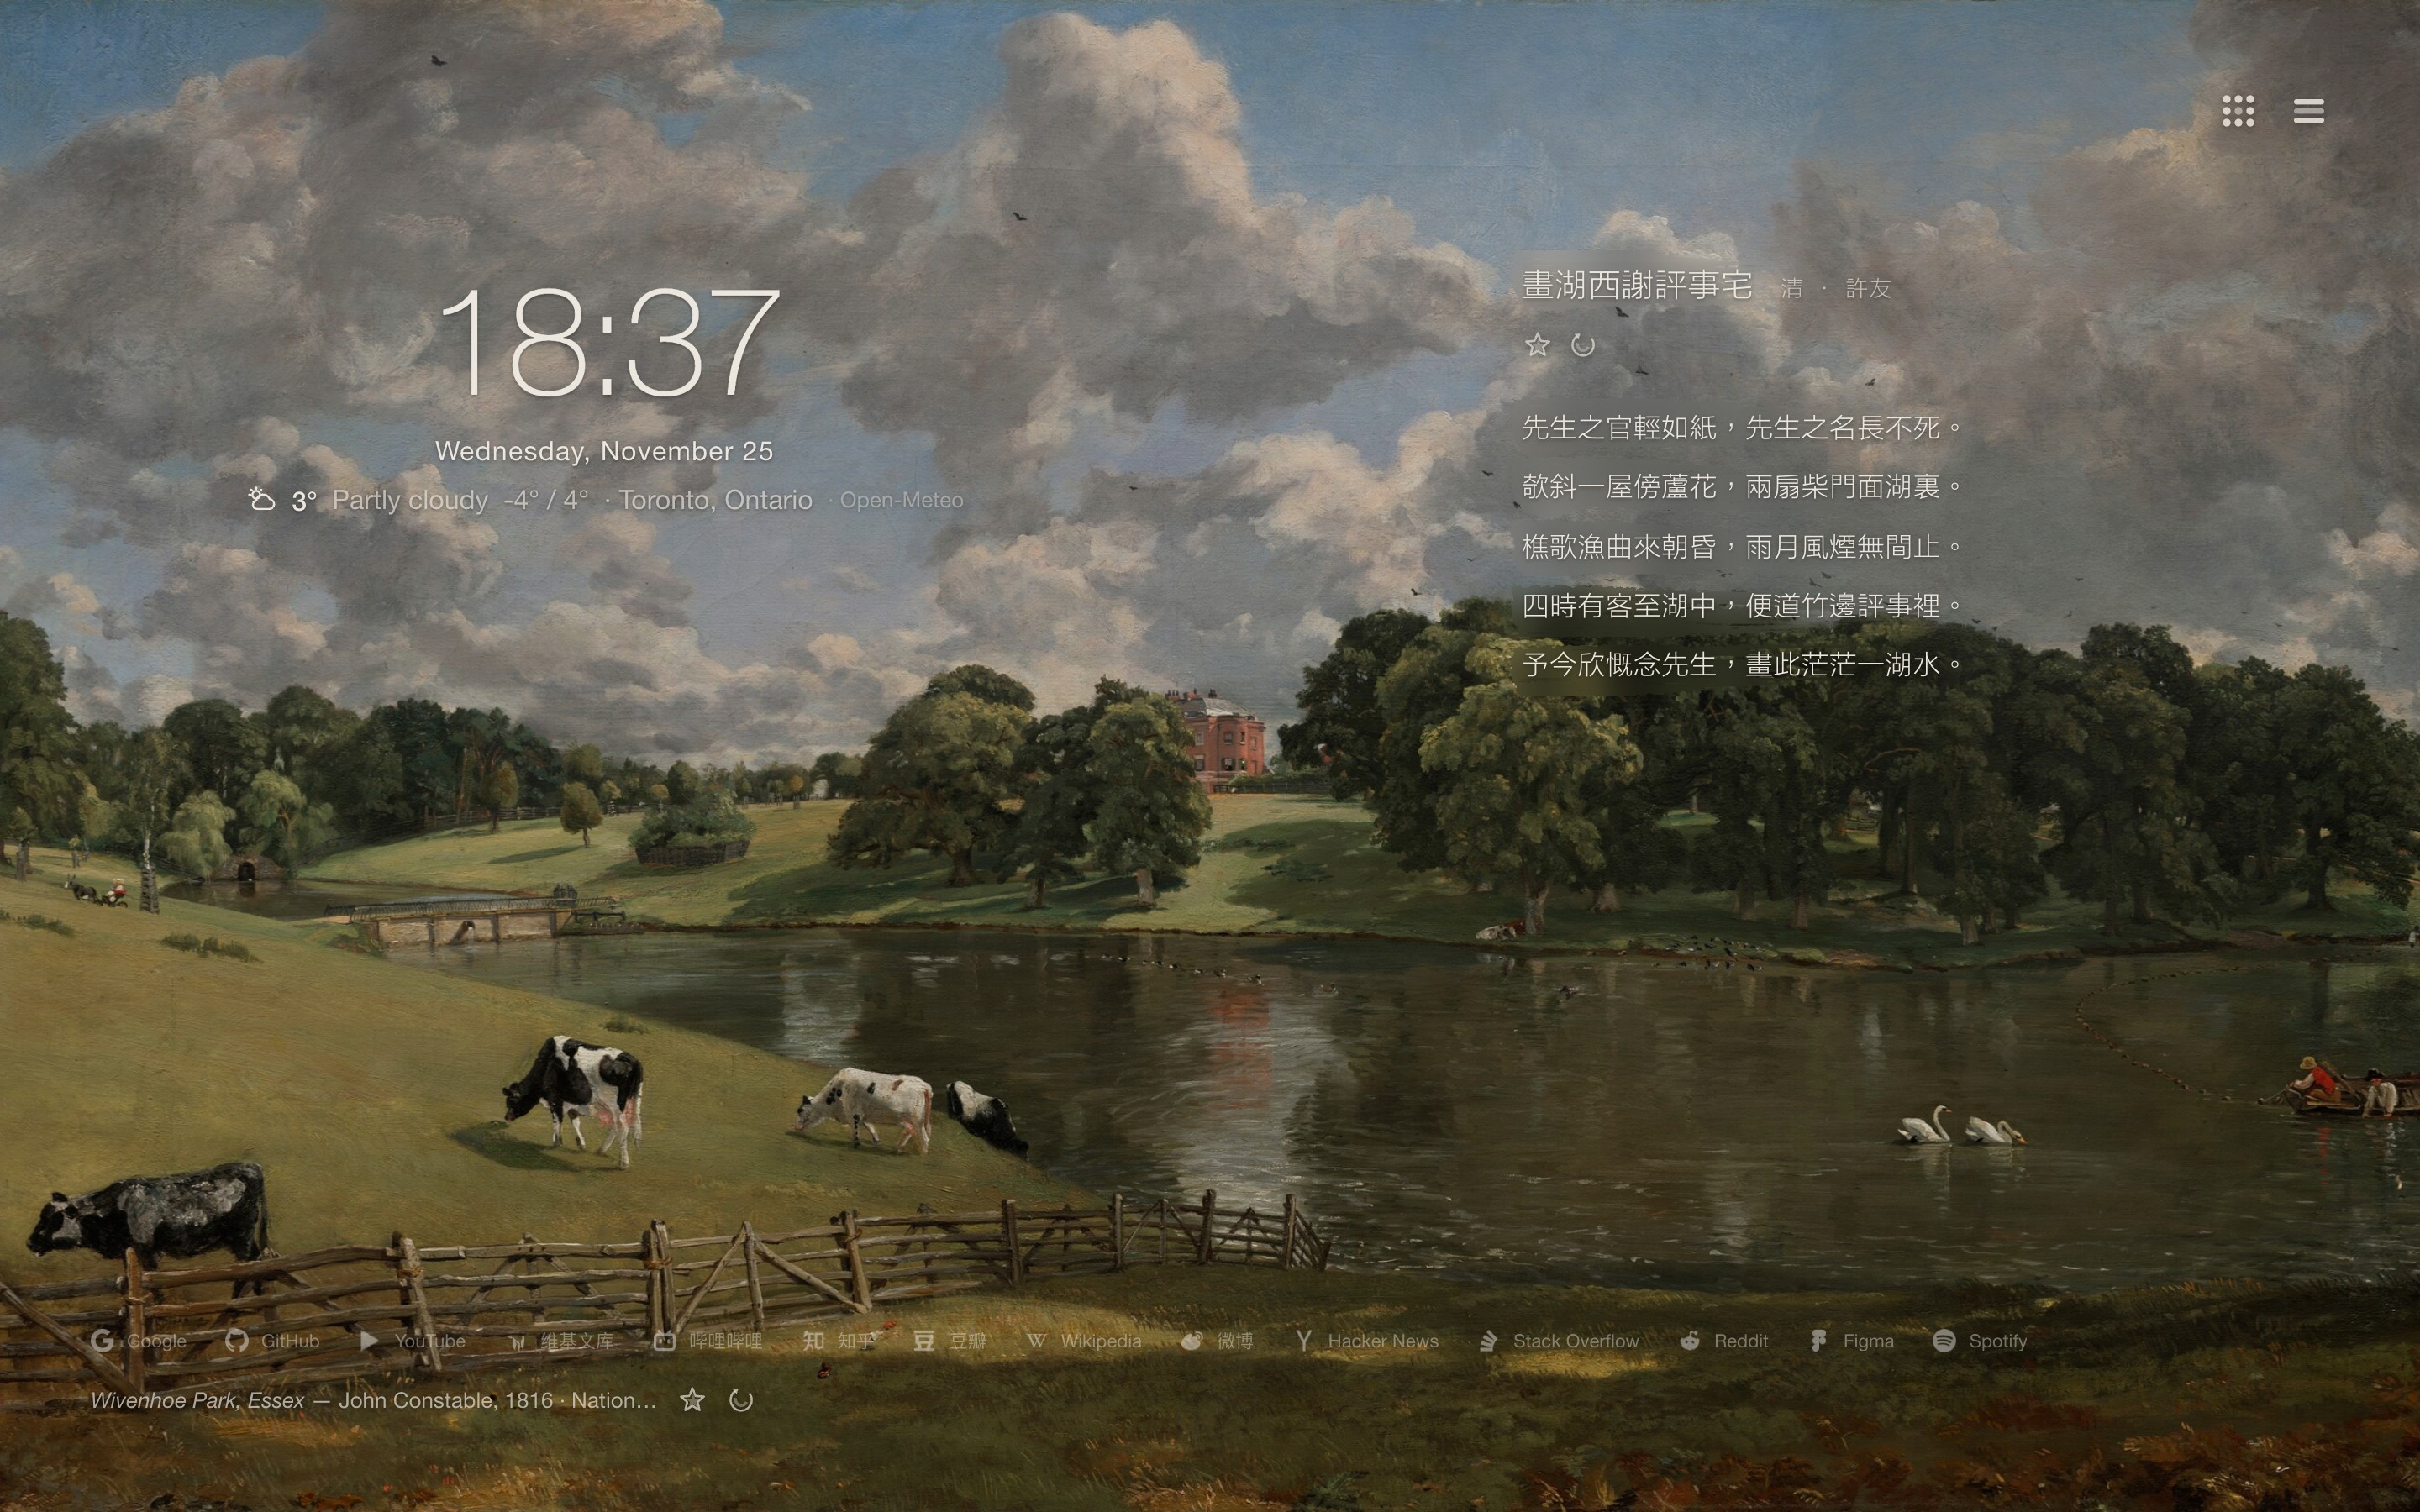 18:37
Wednesday, November 25
3° Partly cloudy -4° / 4° · Toronto, Ontario · Open-Meteo
畫湖西謝評事宅 清 · 許友
先生之官輕如紙，先生之名長不死。
欹斜一屋傍蘆花，兩扇柴門面湖裏。
樵歌漁曲來朝昏，雨月風煙無間止。
四時有客至湖中，便道竹邊評事裡。
予今欣慨念先生，畫此茫茫一湖水。
Google GitHub YouTube 维基文库 哔哩哔哩 知 知乎 豆 豆瓣 W Wikipedia 微博 Y Hacker News Stack Overflow Reddit Figma Spotify
Wivenhoe Park, Essex — John Constable, 1816 · Nation…